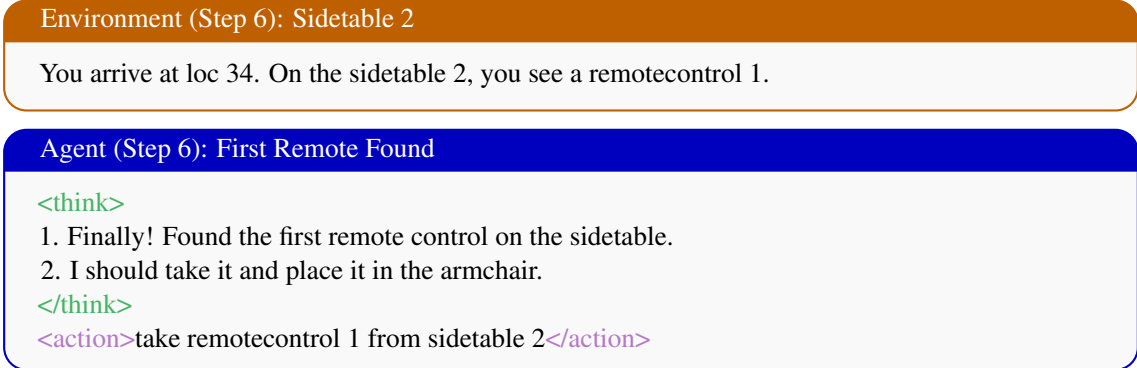 Environment (Step 6): Sidetable 2
You arrive at loc 34. On the sidetable 2, you see a remotecontrol 1.
Agent (Step 6): First Remote Found
<think>
1. Finally! Found the first remote control on the sidetable.
2. I should take it and place it in the armchair.
</think>
<action>take remotecontrol 1 from sidetable 2</action>